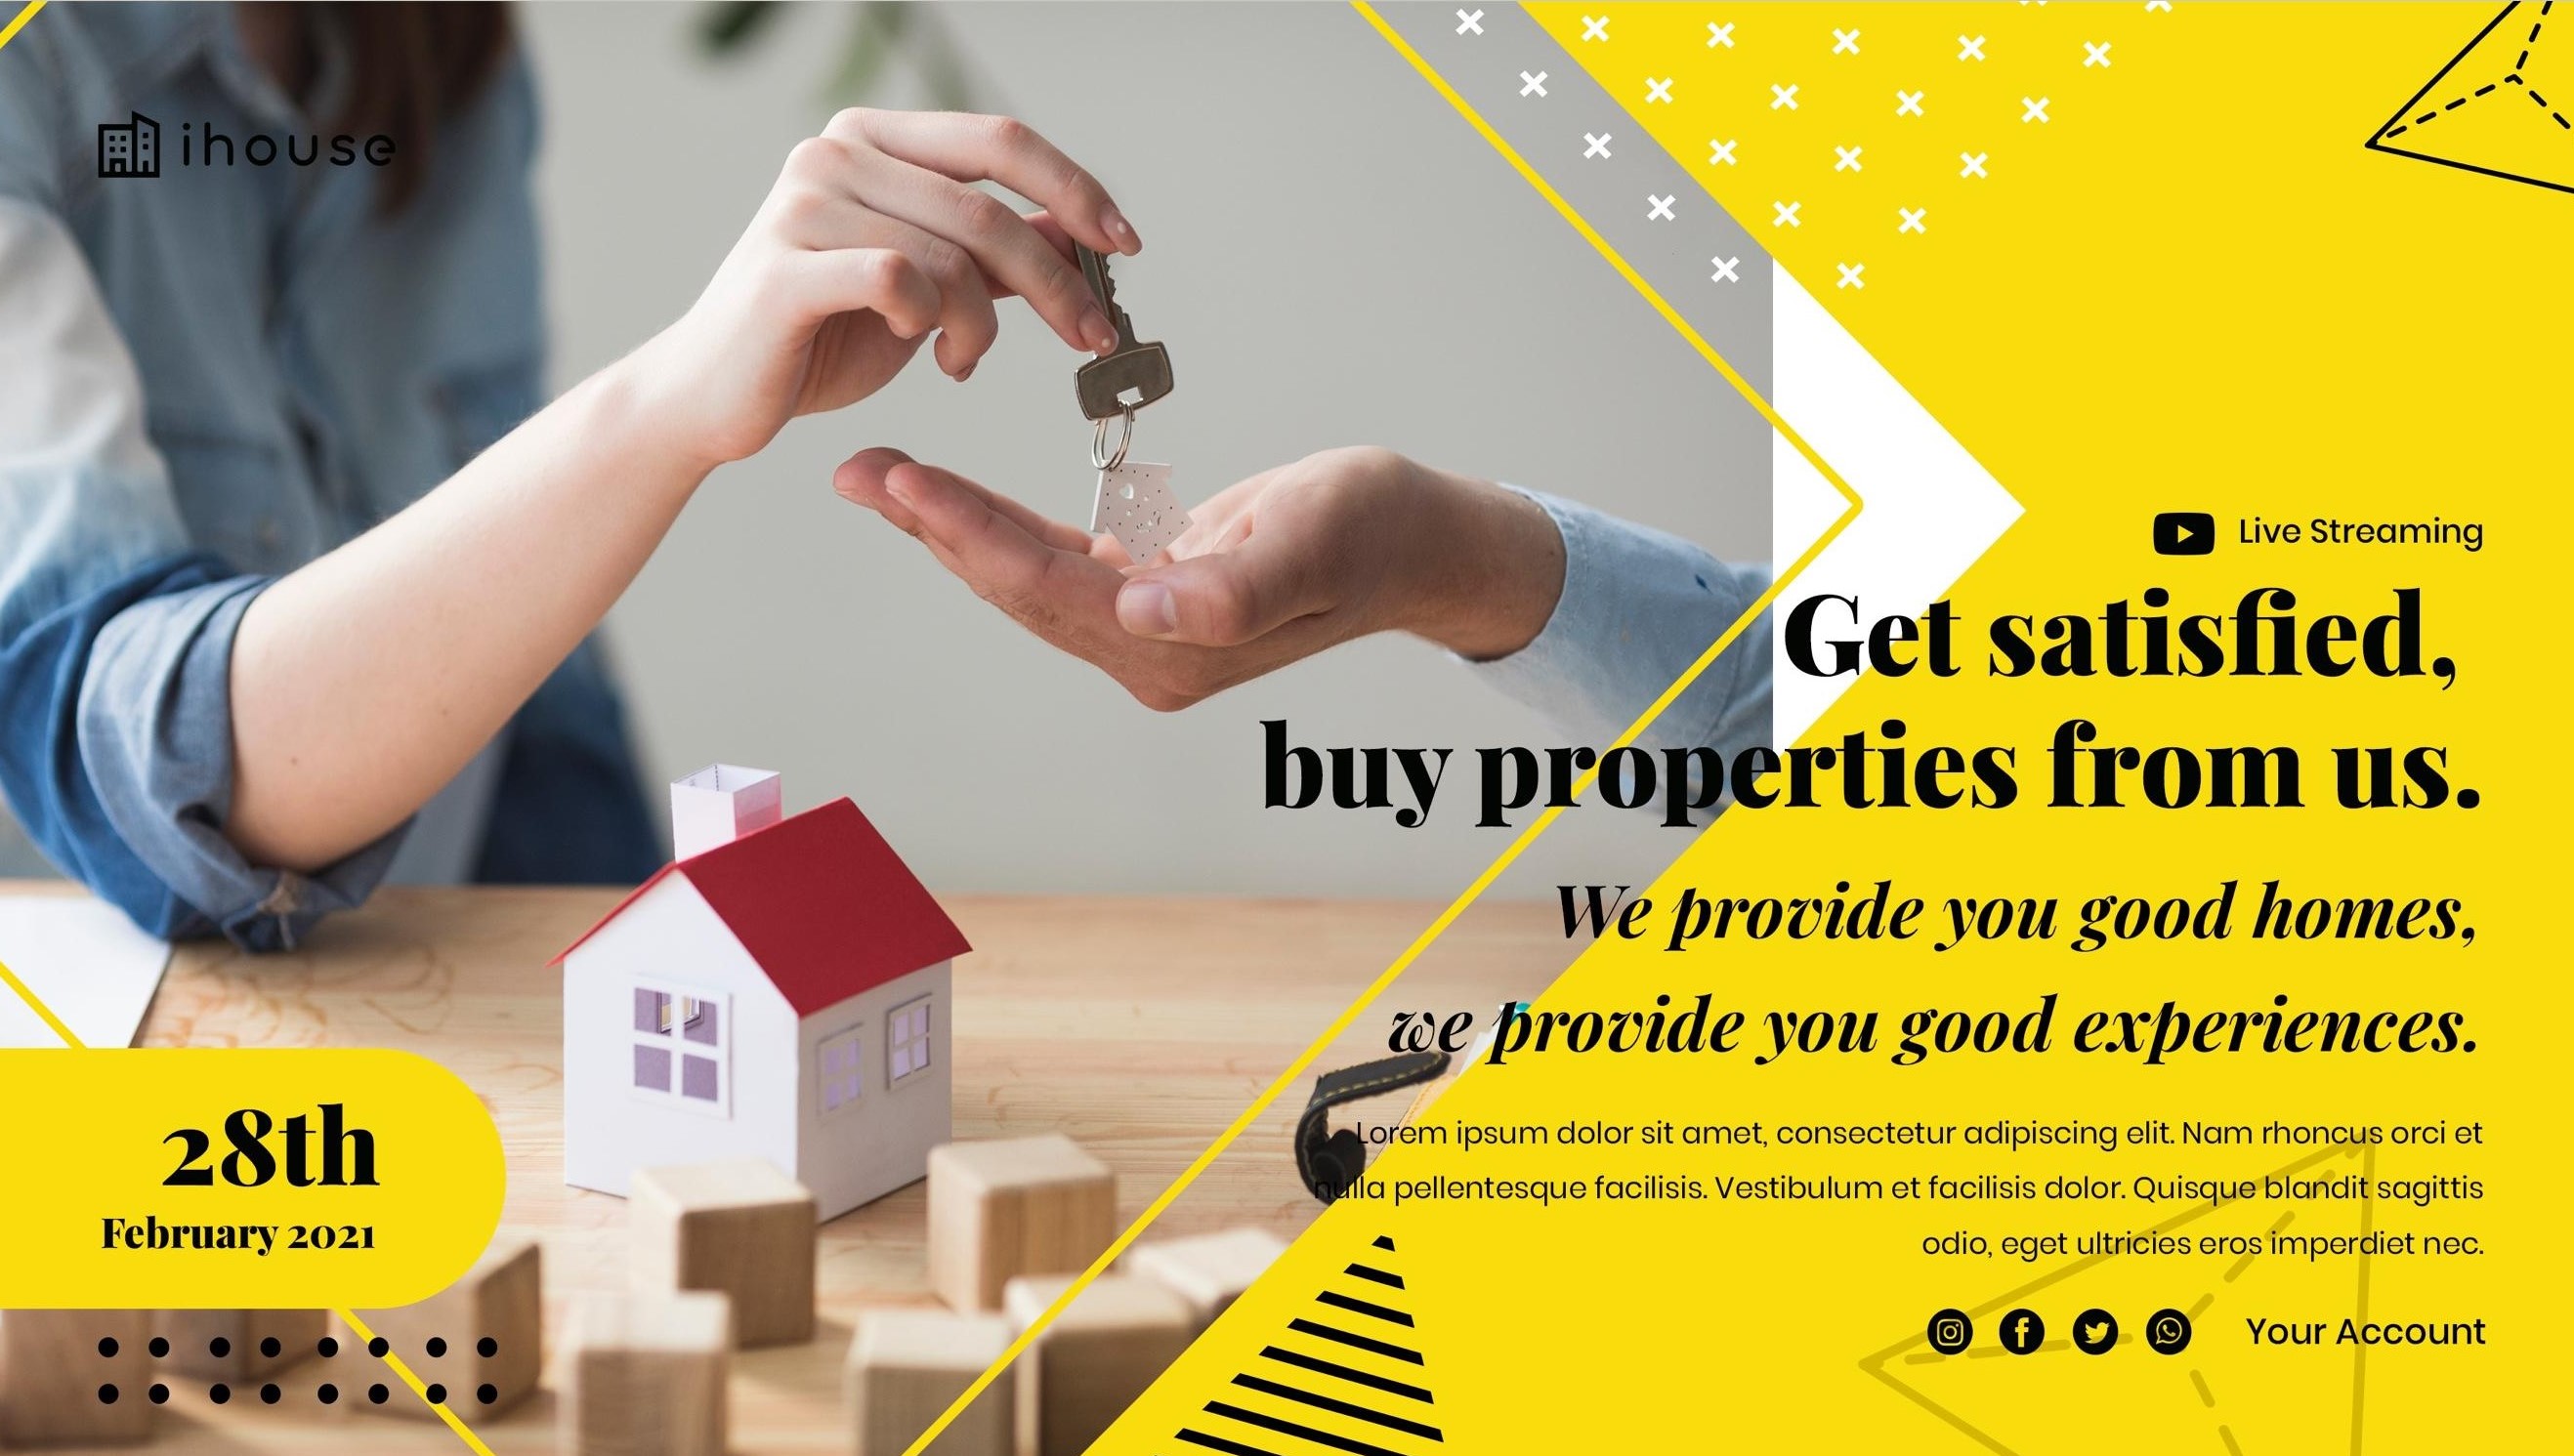 ihouse
Live Streaming
Get satisfied,
buy properties from us.
We provide you good homes,
we provide you good experiences.
Lorem ipsum dolor sit amet, consectetur adipiscing elit. Nam rhoncus orci et
nulla pellentesque facilisis. Vestibulum et facilisis dolor. Quisque blandit sagittis
odio, eget ultricies eros imperdiet nec.
Your Account
28th
February 2021